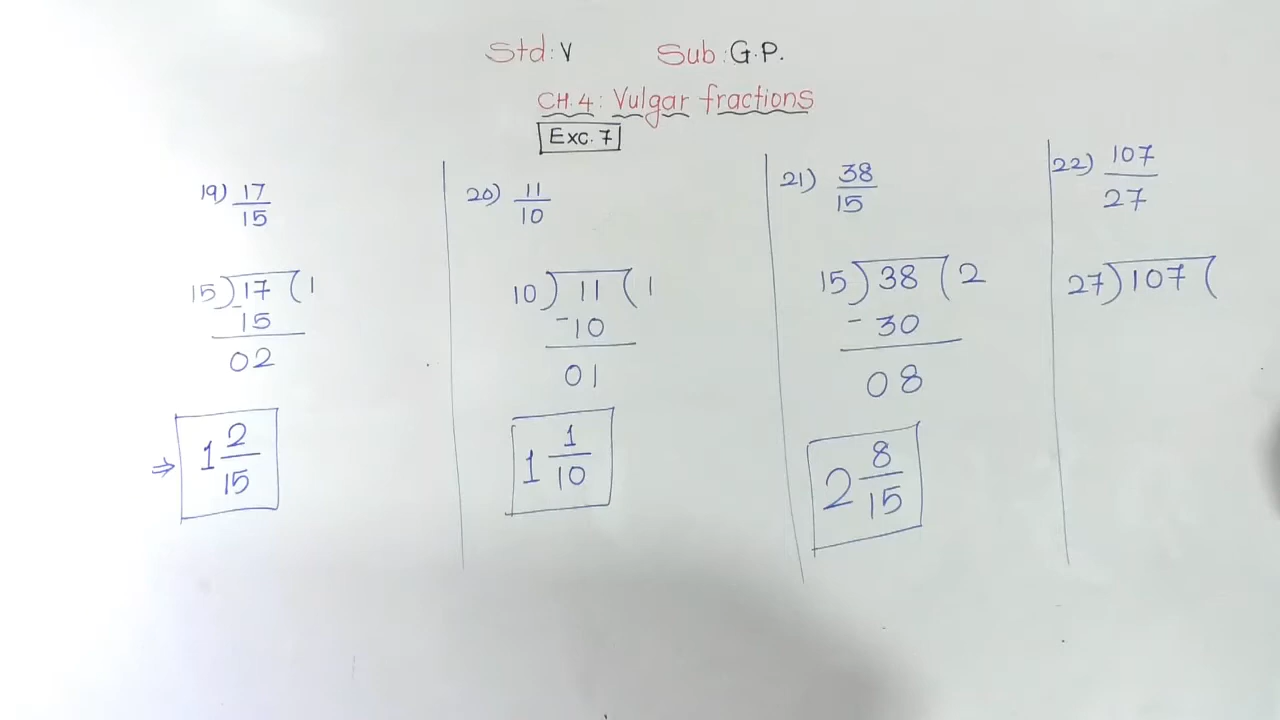 Std: V Sub: G.P.
CH.4: Vulgar fractions
Exc. 7
19) 17/15
15) 17 ( 1
- 15
02
⇒ 1 2/15
20) 11/10
10) 11 ( 1
- 10
01
1 1/10
21) 38/15
15) 38 ( 2
- 30
08
2 8/15
22) 107/27
27) 107 (